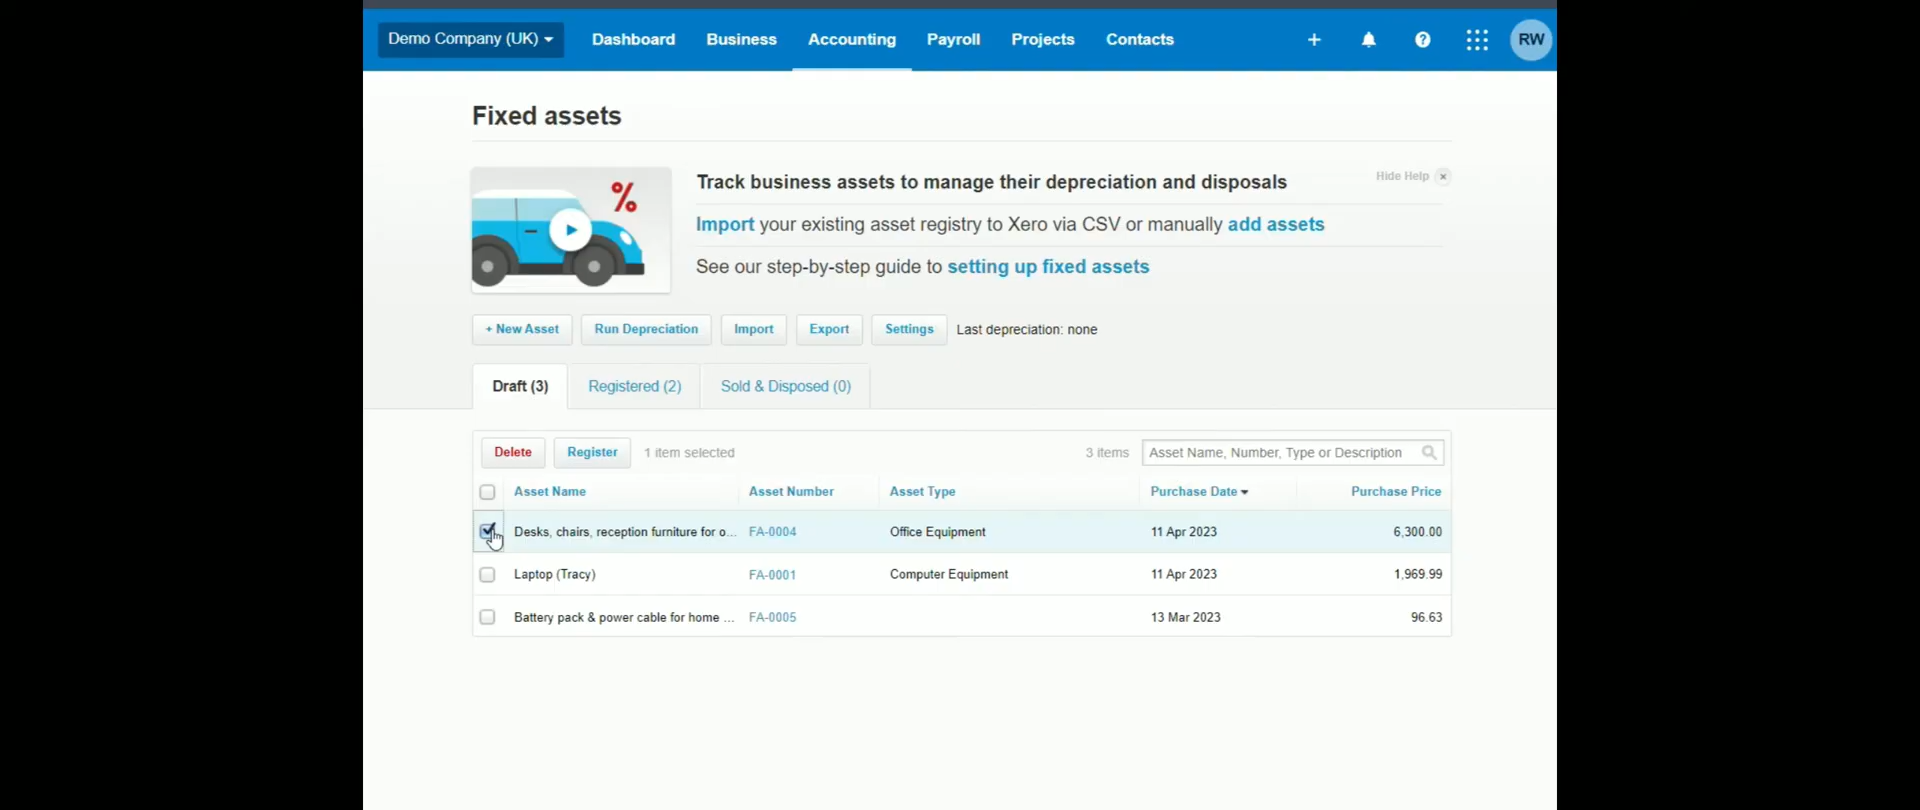 Demo Company (UK) Dashboard Business Accounting Payroll Projects Contacts + ? RW
Fixed assets
%
Track business assets to manage their depreciation and disposals
Hide Help ×
Import your existing asset registry to Xero via CSV or manually add assets
See our step-by-step guide to setting up fixed assets
+ New Asset Run Depreciation Import Export Settings Last depreciation: none
Draft (3) Registered (2) Sold & Disposed (0)
Delete Register 1 item selected 3 items Asset Name, Number, Type or Description
Asset Name Asset Number Asset Type Purchase Date Purchase Price
Desks, chairs, reception furniture for o... FA-0004 Office Equipment 11 Apr 2023 6,300.00
Laptop (Tracy) FA-0001 Computer Equipment 11 Apr 2023 1,969.99
Battery pack & power cable for home ... FA-0005 13 Mar 2023 96.63